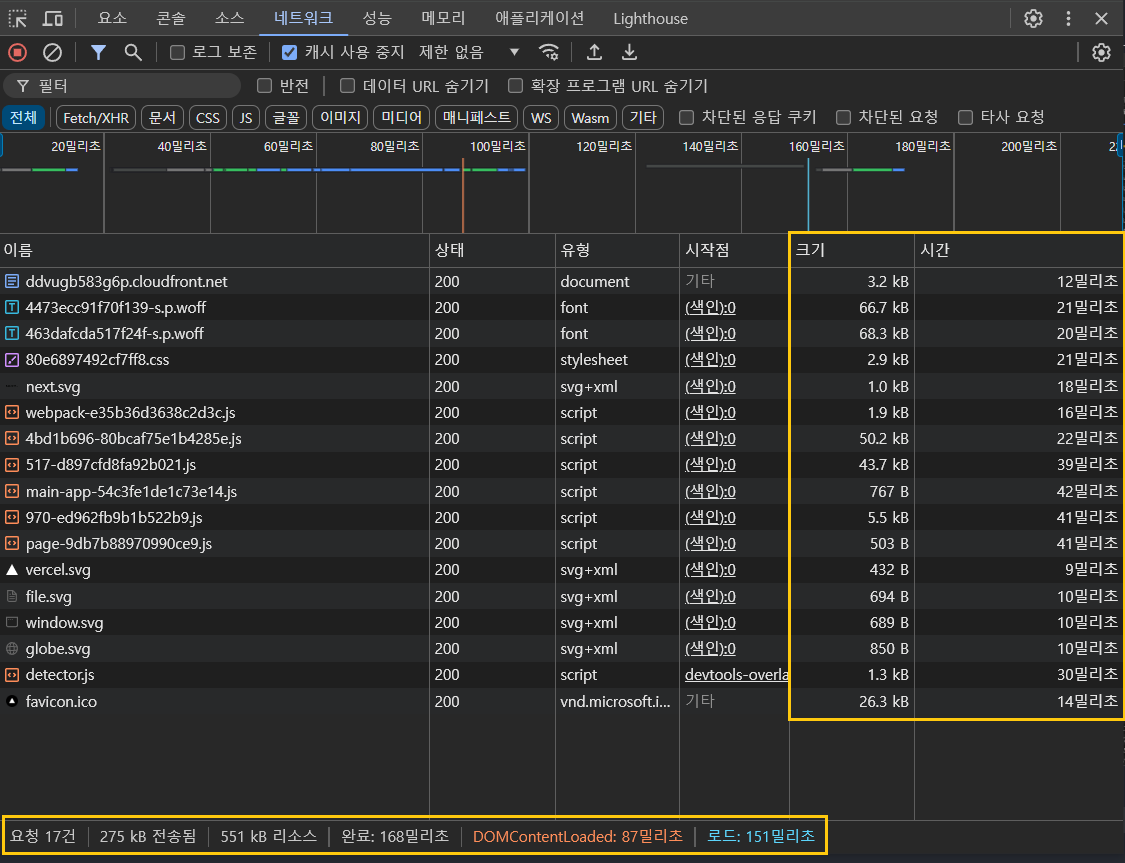 요소 콘솔 소스 네트워크 성능 메모리 애플리케이션 Lighthouse
로그 보존 캐시 사용 중지 제한 없음
필터 반전 데이터 URL 숨기기 확장 프로그램 URL 숨기기
전체 Fetch/XHR 문서 CSS JS 글꼴 이미지 미디어 매니페스트 WS Wasm 기타 차단된 응답 쿠키 차단된 요청 타사 요청
20밀리초 40밀리초 60밀리초 80밀리초 100밀리초 120밀리초 140밀리초 160밀리초 180밀리초 200밀리초
이름 상태 유형 시작점 크기 시간
ddvugb583g6p.cloudfront.net 200 document 기타 3.2 kB 12밀리초
4473ecc91f70f139-s.p.woff 200 font (색인):0 66.7 kB 21밀리초
463dafcda517f24f-s.p.woff 200 font (색인):0 68.3 kB 20밀리초
80e6897492cf7ff8.css 200 stylesheet (색인):0 2.9 kB 21밀리초
next.svg 200 svg+xml (색인):0 1.0 kB 18밀리초
webpack-e35b36d3638c2d3c.js 200 script (색인):0 1.9 kB 16밀리초
4bd1b696-80bcaf75e1b4285e.js 200 script (색인):0 50.2 kB 22밀리초
517-d897cfd8fa92b021.js 200 script (색인):0 43.7 kB 39밀리초
main-app-54c3fe1de1c73e14.js 200 script (색인):0 767 B 42밀리초
970-ed962fb9b1b522b9.js 200 script (색인):0 5.5 kB 41밀리초
page-9db7b88970990ce9.js 200 script (색인):0 503 B 41밀리초
vercel.svg 200 svg+xml (색인):0 432 B 9밀리초
file.svg 200 svg+xml (색인):0 694 B 10밀리초
window.svg 200 svg+xml (색인):0 689 B 10밀리초
globe.svg 200 svg+xml (색인):0 850 B 10밀리초
detector.js 200 script devtools-overla 1.3 kB 30밀리초
favicon.ico 200 vnd.microsoft.i... 기타 26.3 kB 14밀리초
요청 17건 275 kB 전송됨 551 kB 리소스 완료: 168밀리초 DOMContentLoaded: 87밀리초 로드: 151밀리초